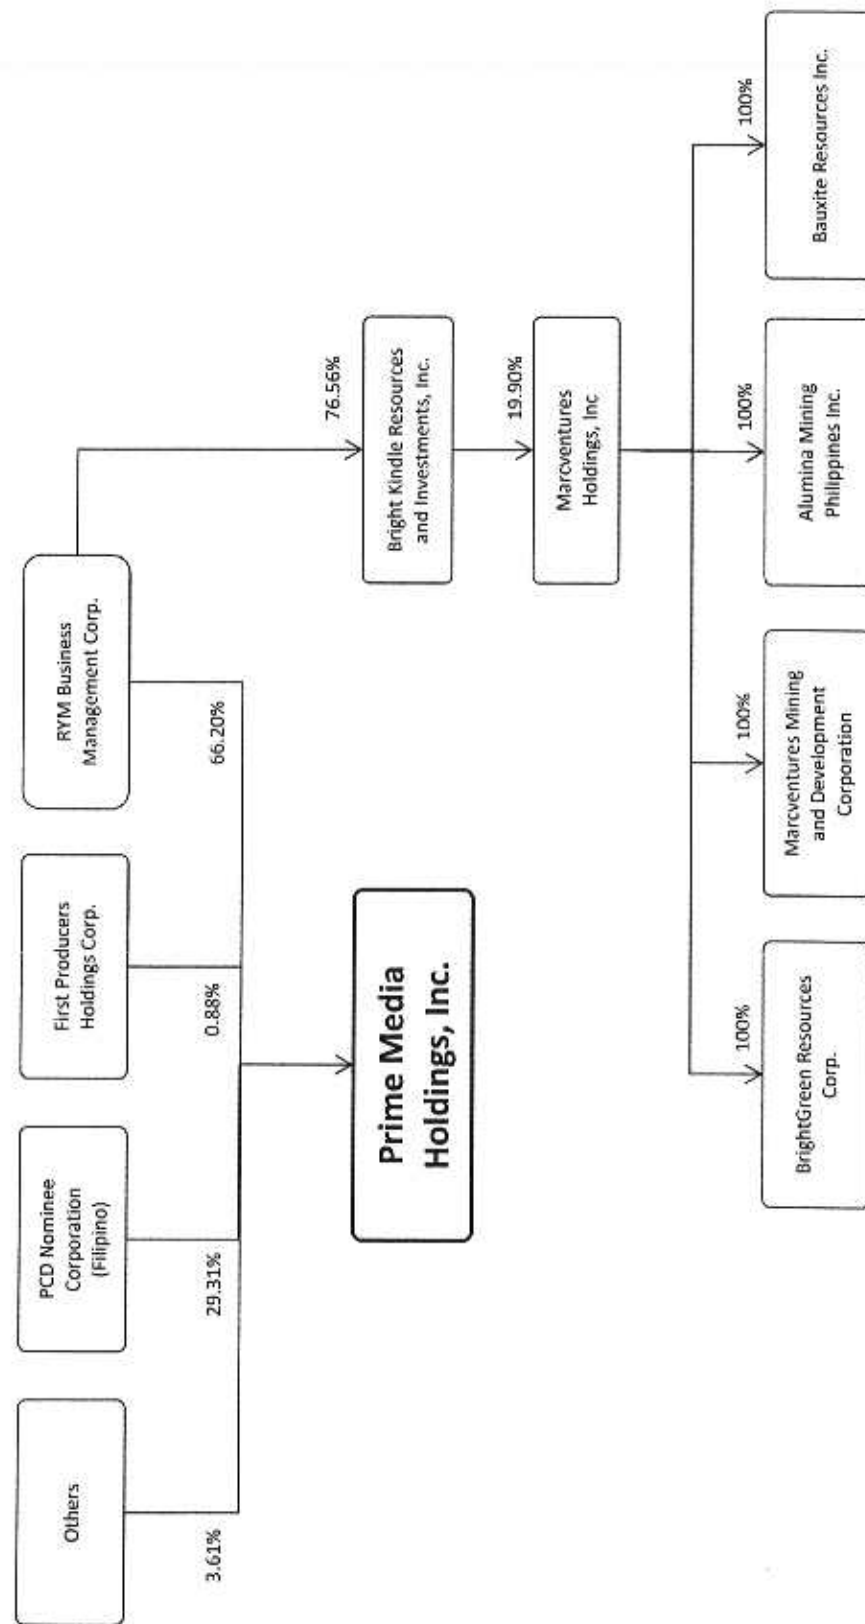 Others
PCD Nominee
Corporation
(Filipino)
First Producers
Holdings Corp.
RYM Business
Management Corp.
3.61%
29.31%
0.88%
66.20%
Prime Media
Holdings, Inc.
76.56%
Bright Kindle Resources
and Investments, Inc.
19.90%
Marcventures
Holdings, Inc
100%
100%
100%
100%
BrightGreen Resources
Corp.
Marcventures Mining
and Development
Corporation
Alumina Mining
Philippines Inc.
Bauxite Resources Inc.